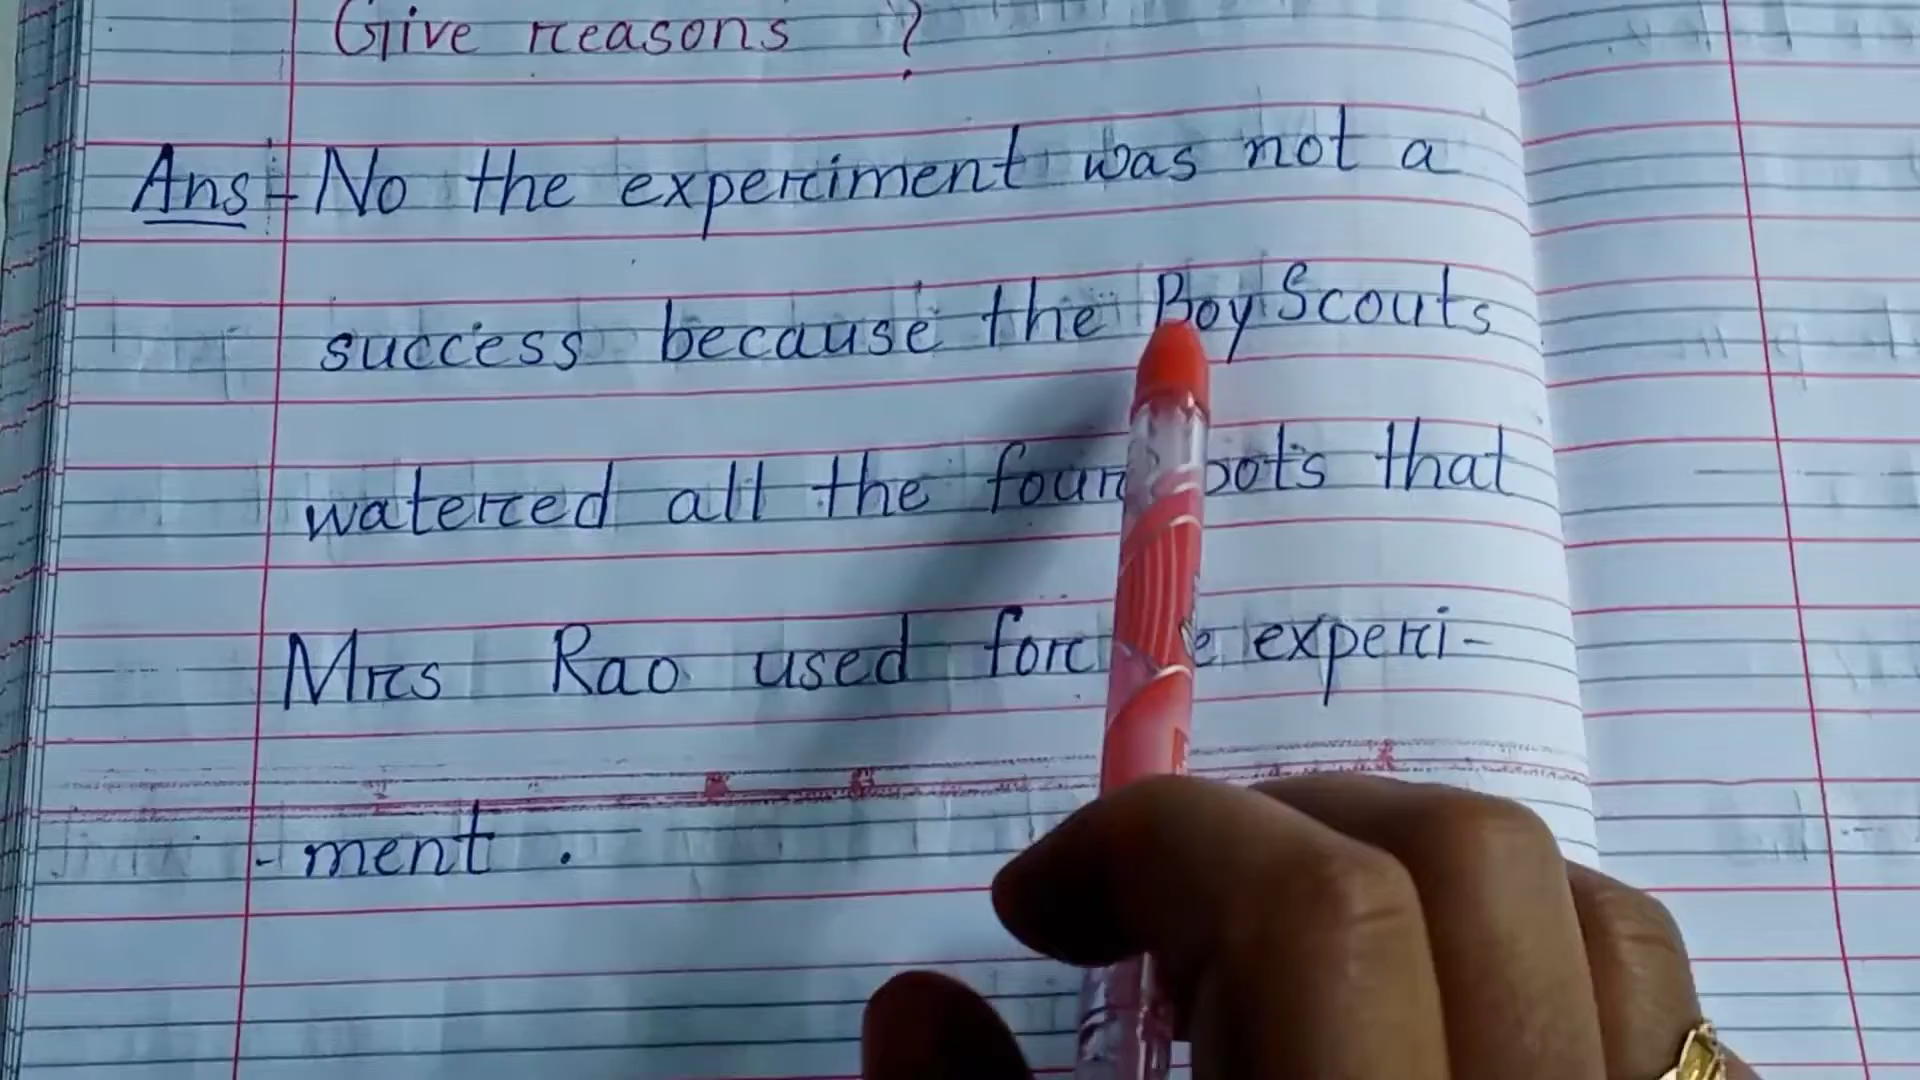 Give reasons ?
Ans - No the experiment was not a
success because the Boy Scouts
watered all the four pots that
Mrs Rao used for experi-
- ment .